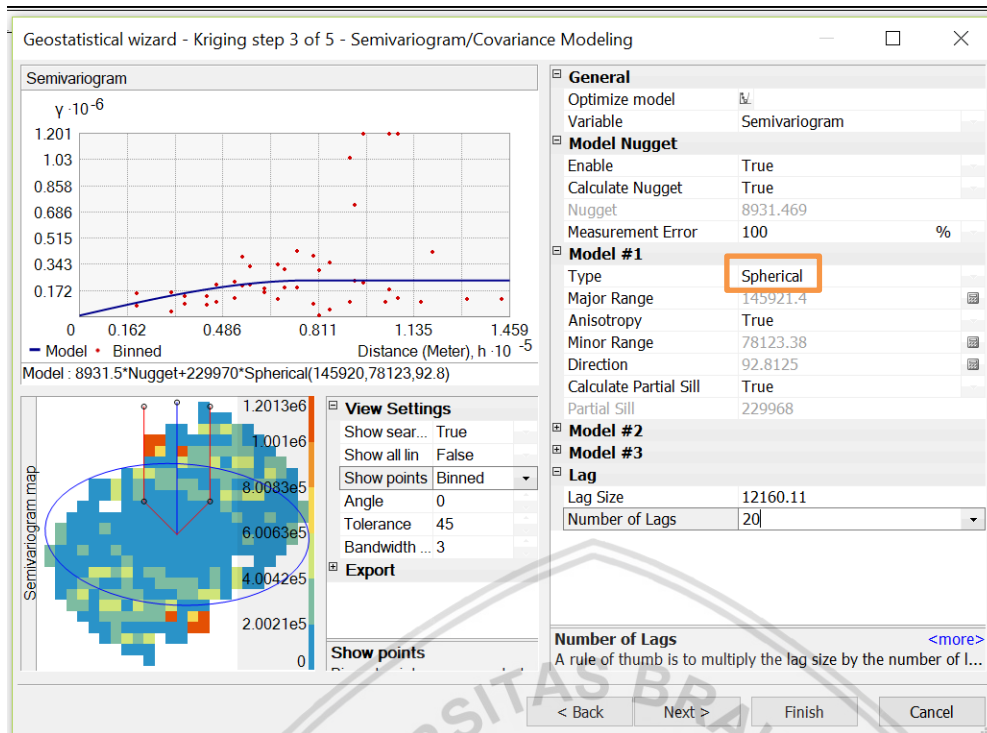 Geostatistical wizard - Kriging step 3 of 5 - Semivariogram/Covariance Modeling
Semivariogram
γ ·10 -6
1.201
1.03
0.858
0.686
0.515
0.343
0.172
0 0.162 0.486 0.811 1.135 1.459
Model • Binned Distance (Meter), h ·10 -5
Model : 8931.5*Nugget+229970*Spherical(145920,78123,92.8)
Semivariogram map
1.2013e6
1.001e6
8.0083e5
6.0063e5
4.0042e5
2.0021e5
0
View Settings
Show sear... True
Show all lin False
Show points Binned
Angle 0
Tolerance 45
Bandwidth ... 3
Export
Show points
General
Optimize model
Variable Semivariogram
Model Nugget
Enable True
Calculate Nugget True
Nugget 8931.469
Measurement Error 100 %
Model #1
Type Spherical
Major Range 145921.4
Anisotropy True
Minor Range 78123.38
Direction 92.8125
Calculate Partial Sill True
Partial Sill 229968
Model #2
Model #3
Lag
Lag Size 12160.11
Number of Lags 20
Number of Lags <more>
A rule of thumb is to multiply the lag size by the number of l...
SITAS BRA
< Back Next > Finish Cancel